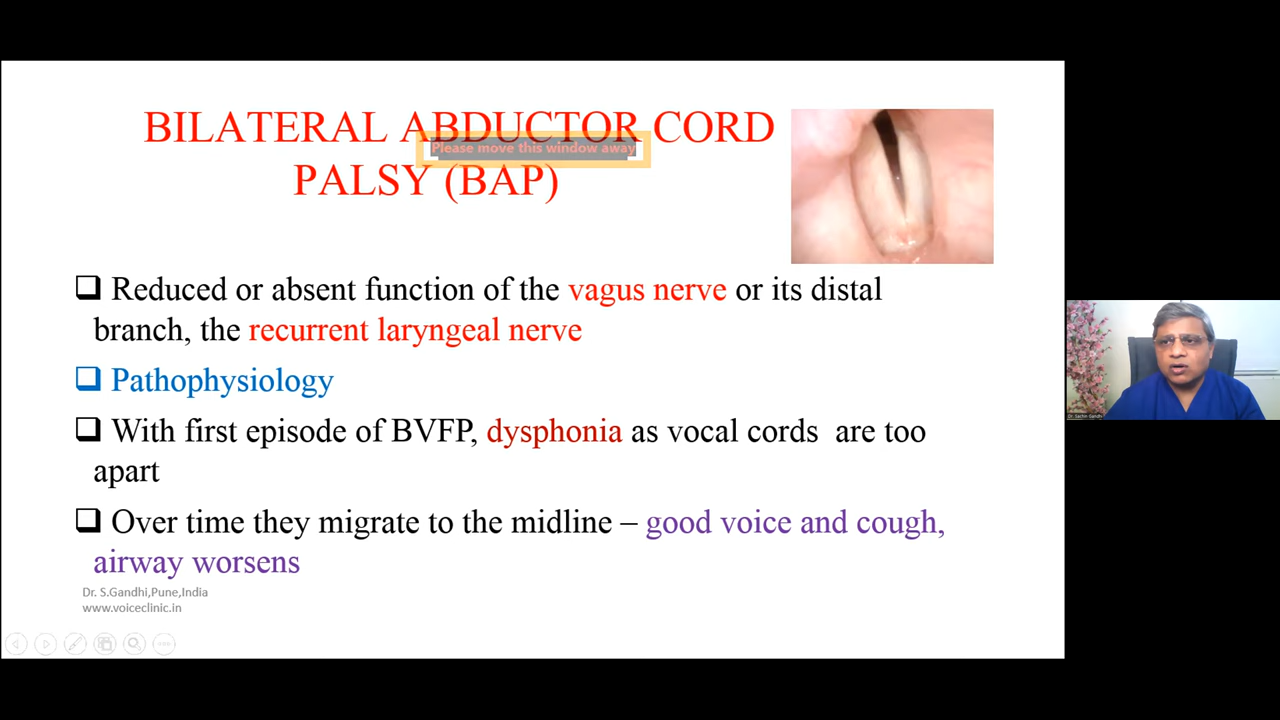 BILATERAL ABDUCTOR CORD
Please move this window away
PALSY (BAP)
Reduced or absent function of the vagus nerve or its distal
branch, the recurrent laryngeal nerve
Pathophysiology
With first episode of BVFP, dysphonia as vocal cords are too
apart
Over time they migrate to the midline – good voice and cough,
airway worsens
Dr. S.Gandhi,Pune,India
www.voiceclinic.in
Dr. Sachin Gandhi